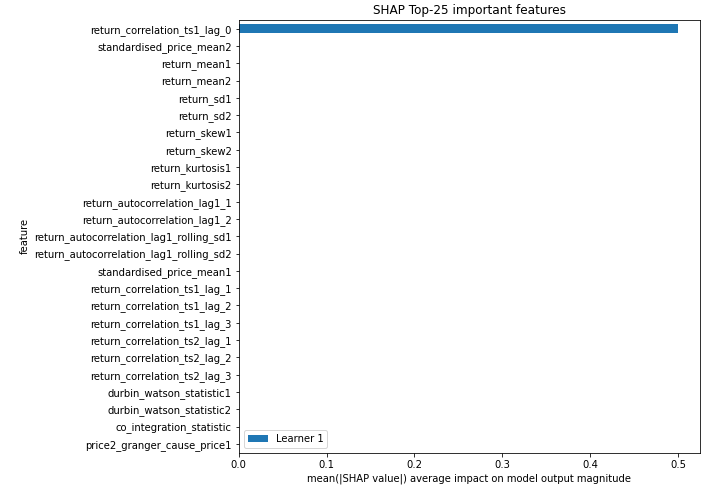 SHAP Top-25 important features
return_correlation_ts1_lag_0
standardised_price_mean2
return_mean1
return_mean2
return_sd1
return_sd2
return_skew1
return_skew2
return_kurtosis1
return_kurtosis2
return_autocorrelation_lag1_1
return_autocorrelation_lag1_2
return_autocorrelation_lag1_rolling_sd1
return_autocorrelation_lag1_rolling_sd2
standardised_price_mean1
return_correlation_ts1_lag_1
return_correlation_ts1_lag_2
return_correlation_ts1_lag_3
return_correlation_ts2_lag_1
return_correlation_ts2_lag_2
return_correlation_ts2_lag_3
durbin_watson_statistic1
durbin_watson_statistic2
co_integration_statistic
price2_granger_cause_price1
feature
Learner 1
0.0 0.1 0.2 0.3 0.4 0.5
mean(|SHAP value|) average impact on model output magnitude